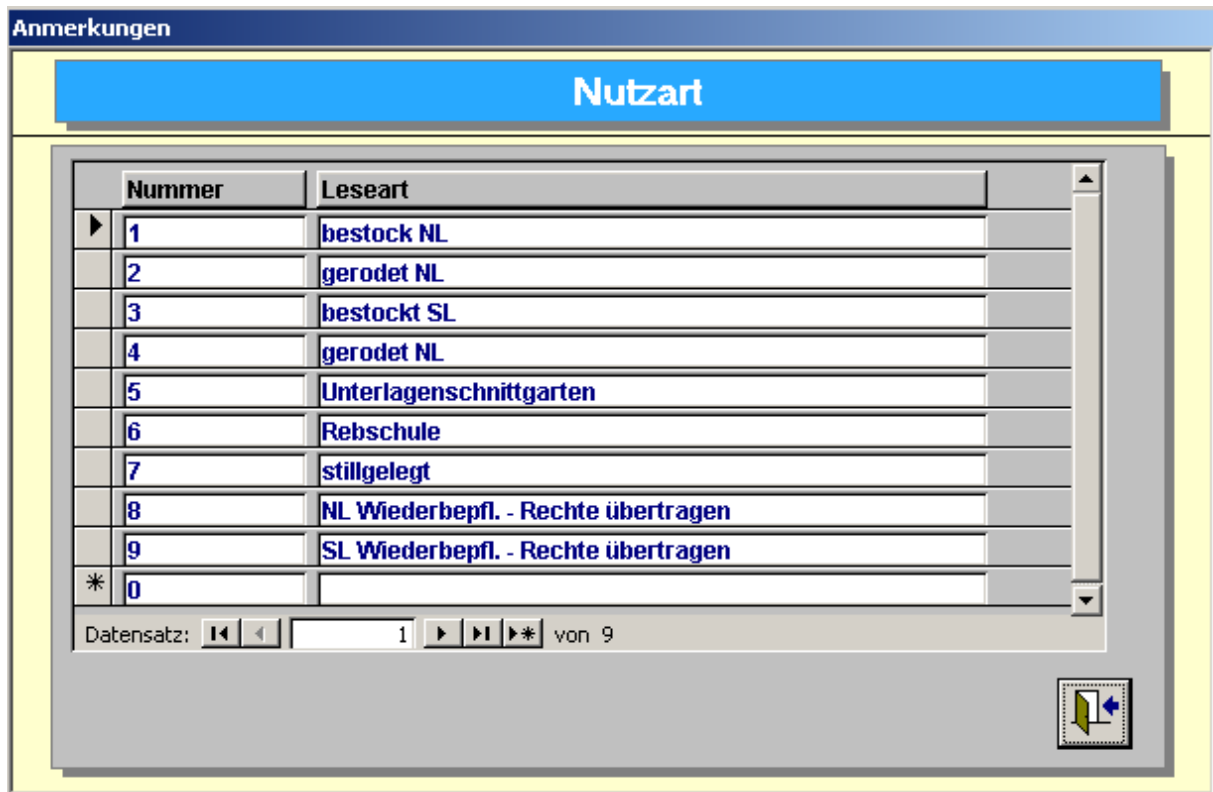 Anmerkungen
Nutzart
Nummer Leseart
1 bestock NL
2 gerodet NL
3 bestockt SL
4 gerodet NL
5 Unterlagenschnittgarten
6 Rebschule
7 stillgelegt
8 NL Wiederbepfl. - Rechte übertragen
9 SL Wiederbepfl. - Rechte übertragen
0
Datensatz: 1 von 9